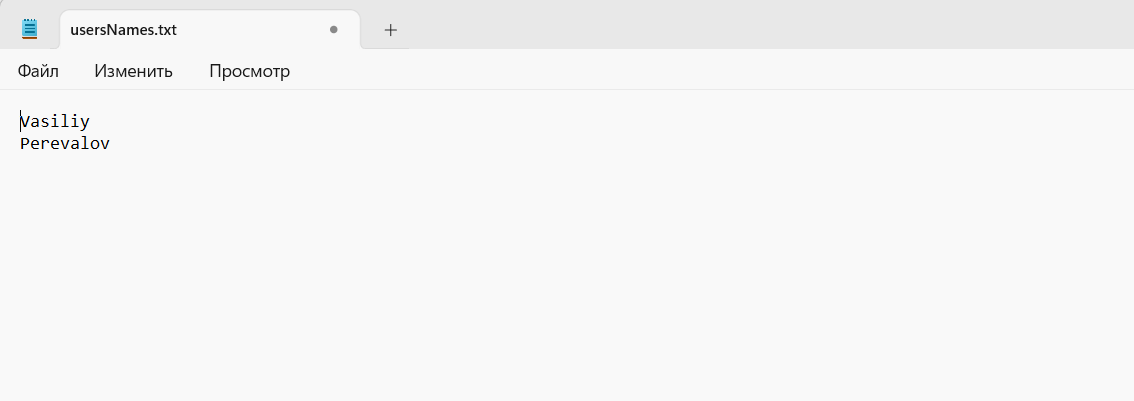 usersNames.txt
Файл Изменить Просмотр
Vasiliy
Perevalov